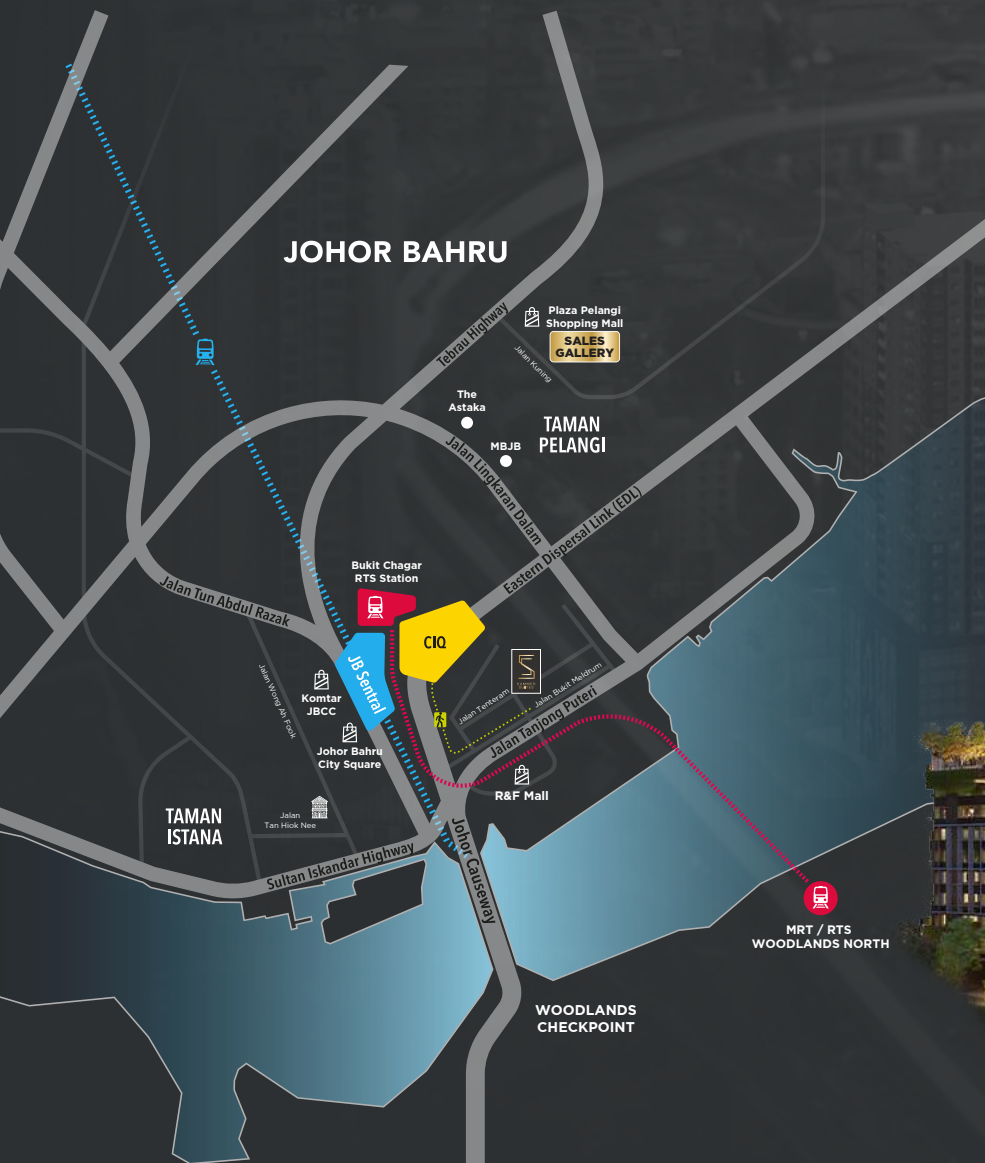 JOHOR BAHRU
Tebrau Highway
Plaza Pelangi
Shopping Mall
SALES
GALLERY
Jalan Kuning
The
Astaka
MBJB
TAMAN
PELANGI
Jalan Lingkaran Dalam
Eastern Dispersal Link (EDL)
Bukit Chagar
RTS Station
Jalan Tun Abdul Razak
CIQ
JB Sentral
Jalan Wong Ah Fook
Komtar
JBCC
Johor Bahru
City Square
Jalan Tenteram
Jalan Bukit Meldrum
Jalan Tanjong Puteri
R&F Mall
TAMAN
ISTANA
Jalan
Tan Hiok Nee
Sultan Iskandar Highway
Johor Causeway
MRT / RTS
WOODLANDS NORTH
WOODLANDS
CHECKPOINT